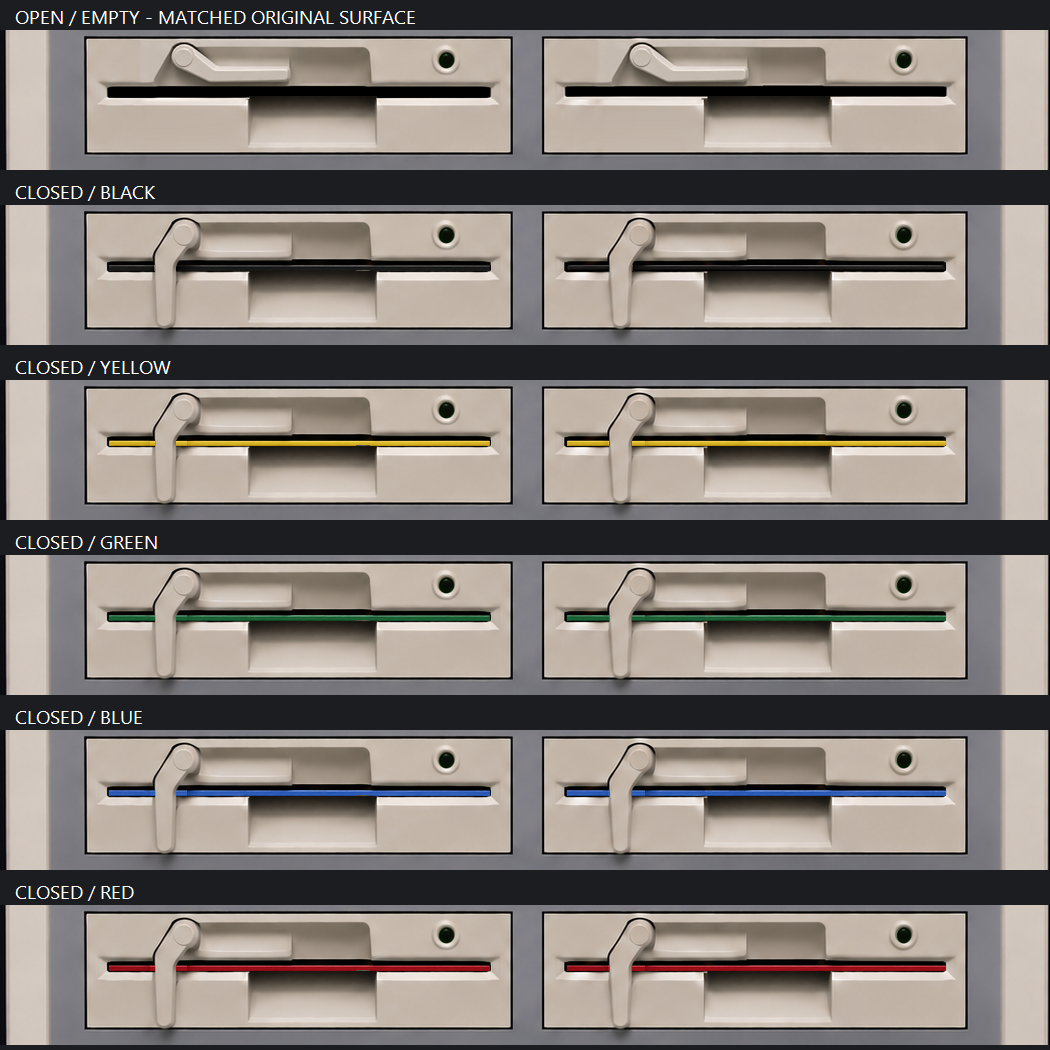 OPEN / EMPTY - MATCHED ORIGINAL SURFACE
CLOSED / BLACK
CLOSED / YELLOW
CLOSED / GREEN
CLOSED / BLUE
CLOSED / RED